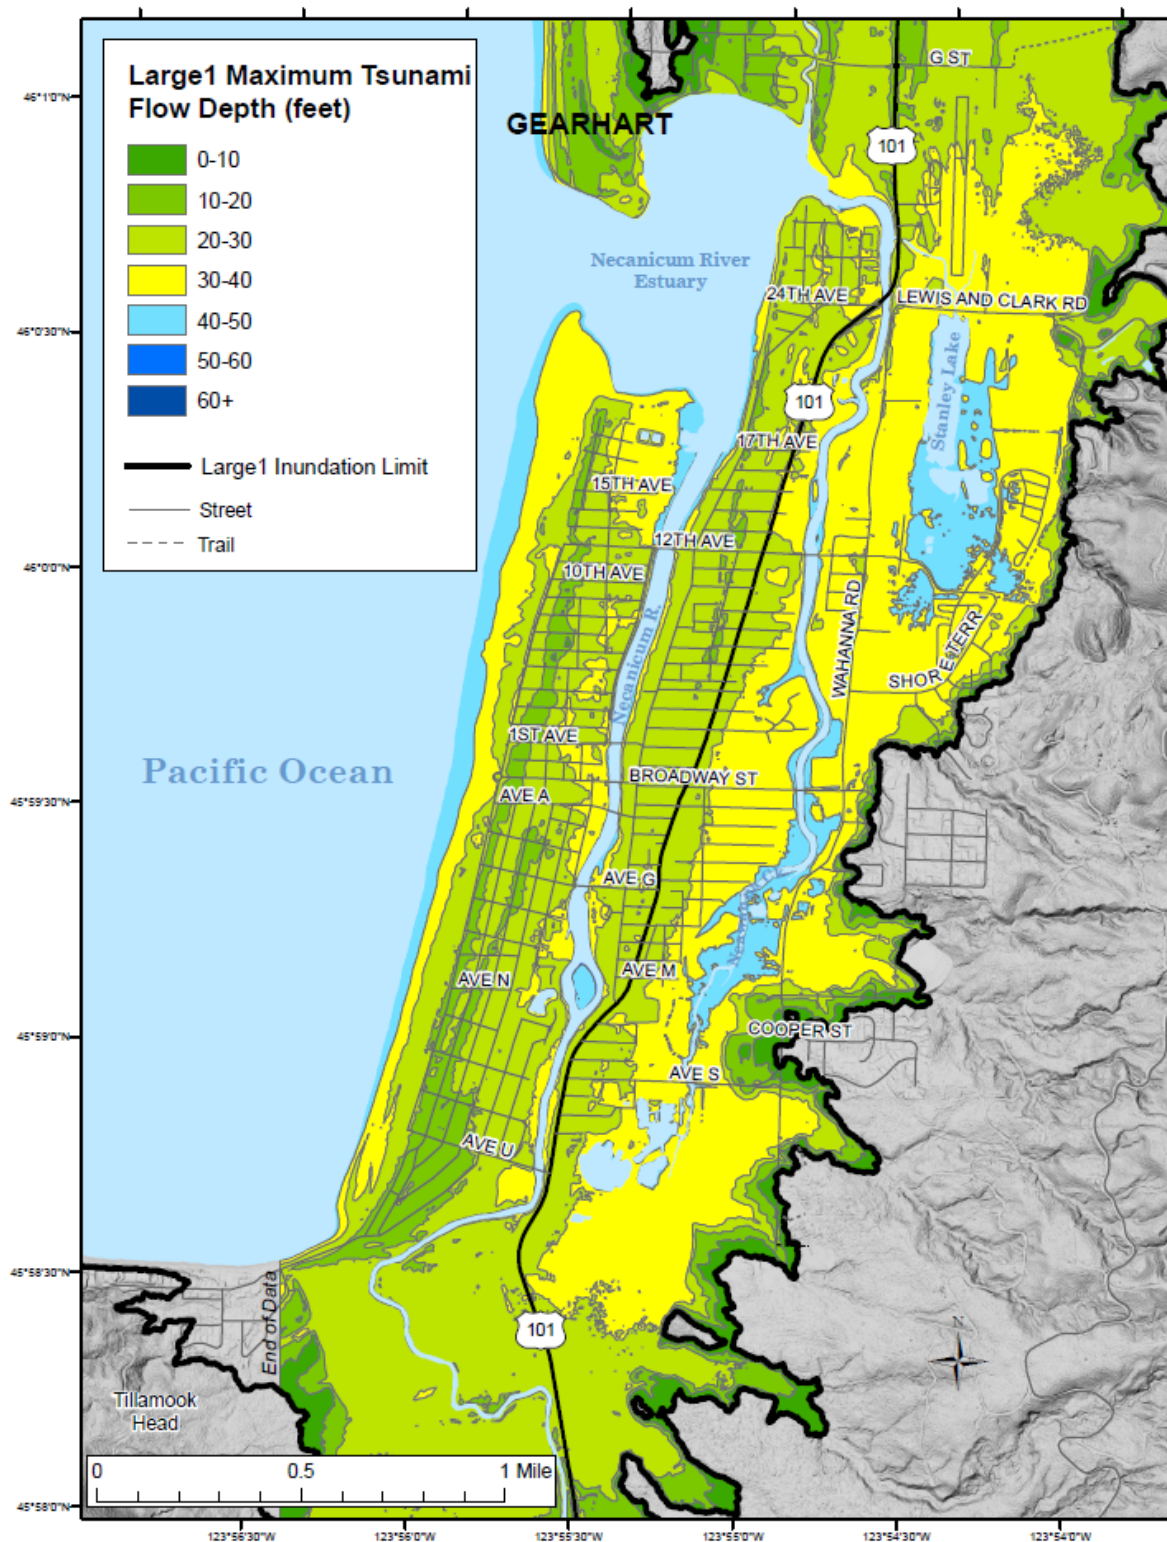 Large1 Maximum Tsunami
Flow Depth (feet)
0-10
10-20
20-30
30-40
40-50
50-60
60+
Large1 Inundation Limit
Street
Trail
G ST
46°1'0"N
GEARHART
101
Necanicum River
Estuary
24TH AVE
LEWIS AND CLARK RD
46°0'30"N
Stanley Lake
101
17TH AVE
15TH AVE
12TH AVE
46°0'0"N
10TH AVE
WAHANNA RD
Necanicum R.
SHORE TERR
1ST AVE
Pacific Ocean
BROADWAY ST
45°59'30"N
AVE A
AVE G
AVE M
AVE N
COOPER ST
45°59'0"N
AVE S
AVE U
45°58'30"N
End of Data
101
N
Tillamook
Head
0 0.5 1 Mile
45°58'0"N
123°56'30"W 123°56'0"W 123°55'30"W 123°55'0"W 123°54'30"W 123°54'0"W